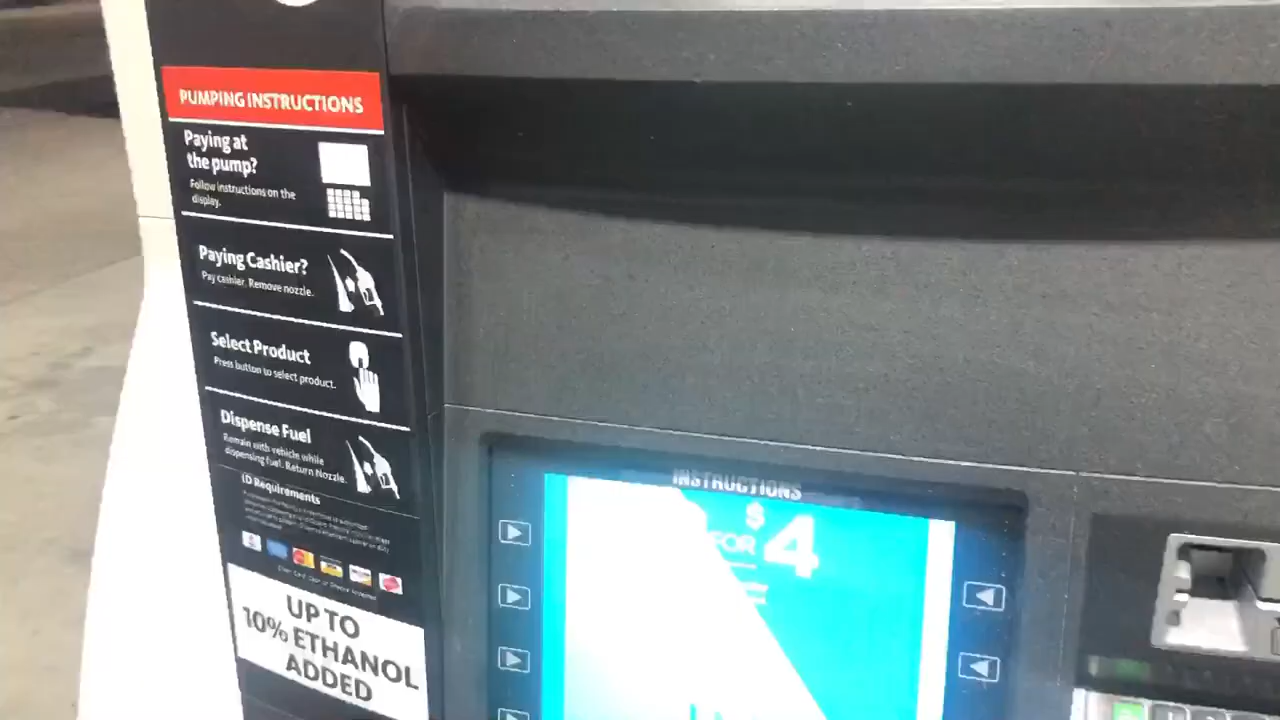 PUMPING INSTRUCTIONS
Paying at
the pump?
Follow instructions on the
display.
Paying Cashier?
Pay cashier. Remove nozzle.
Select Product
Press button to select product.
Dispense Fuel
Remain with vehicle while
dispensing fuel. Return Nozzle.
ID Requirements
UP TO
10% ETHANOL
ADDED
INSTRUCTIONS
$
FOR 4